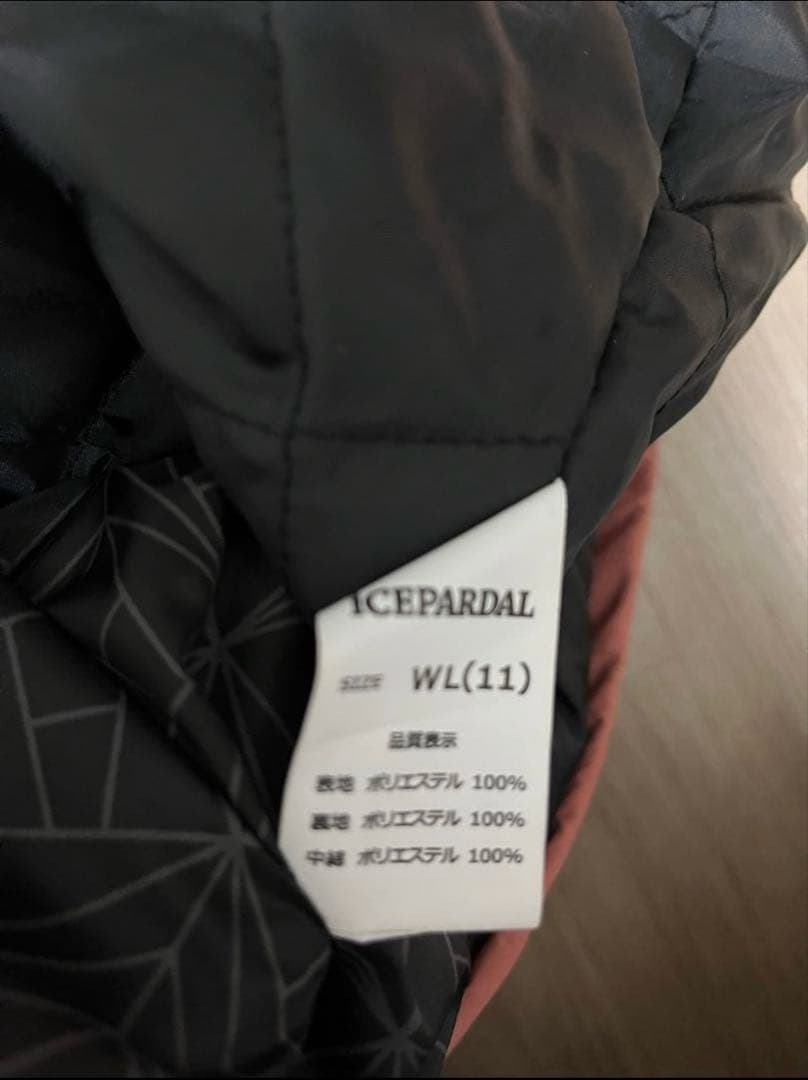 ICEPARDAL
SIZE WL(11)
品質表示
表地 ポリエステル 100%
裏地 ポリエステル 100%
中綿 ポリエステル 100%